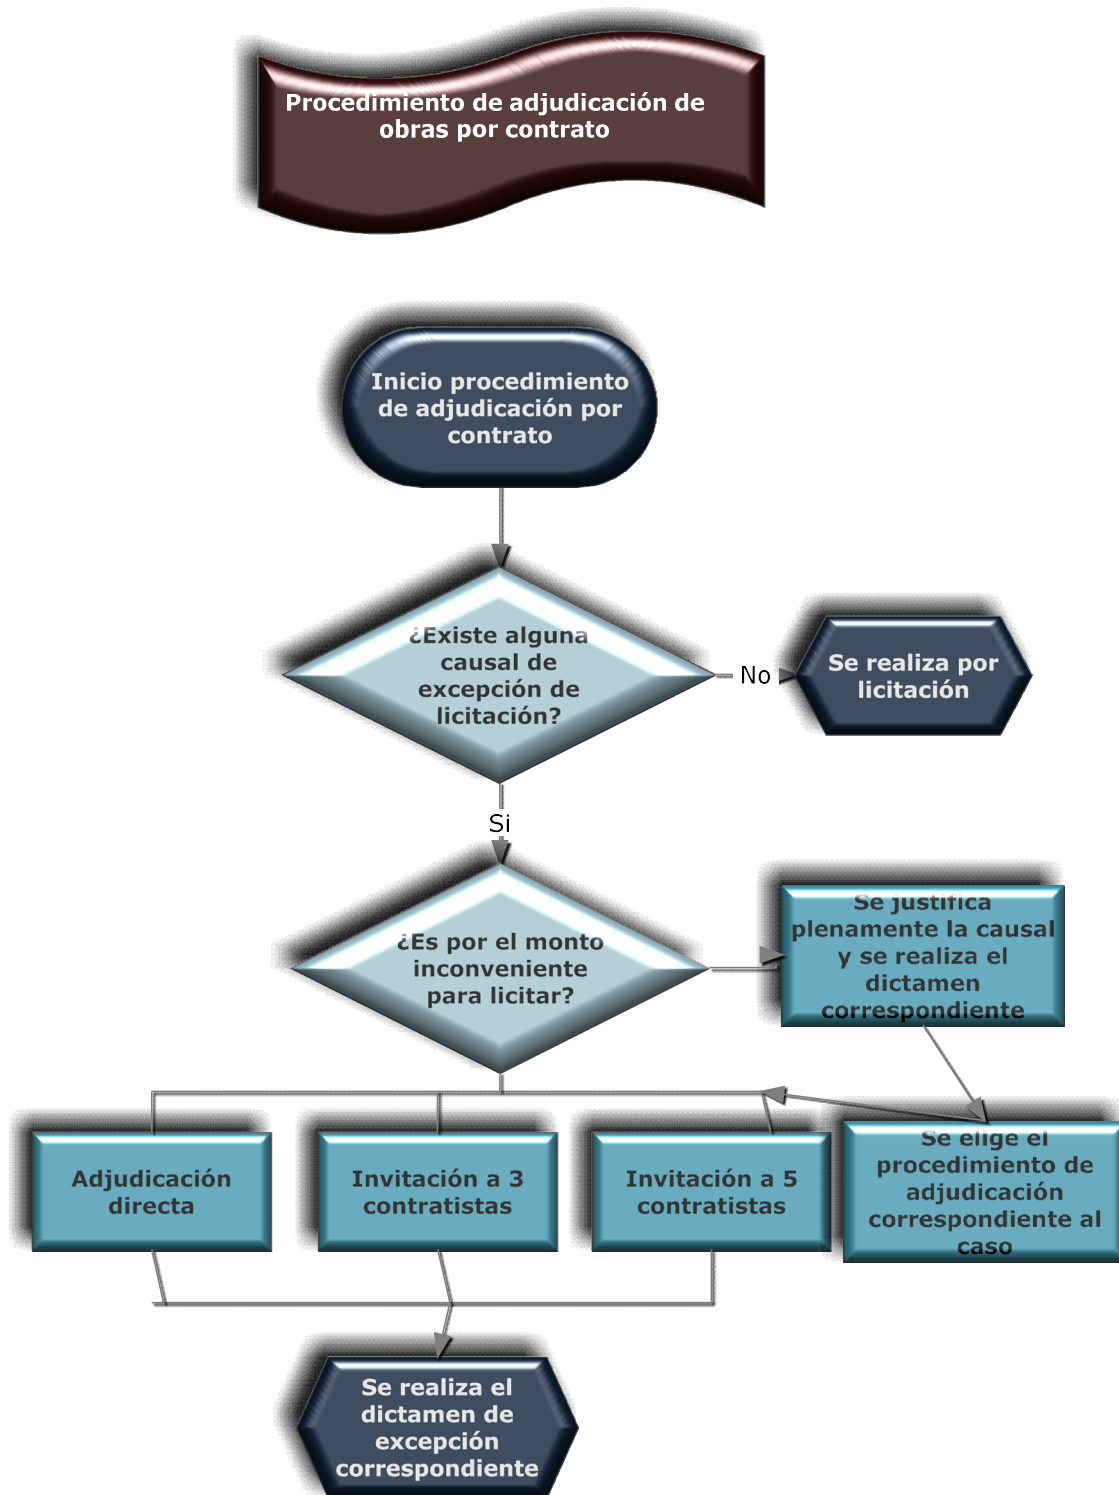 Procedimiento de adjudicación de
obras por contrato
Inicio procedimiento
de adjudicación por
contrato
¿Existe alguna
causal de
excepción de
licitación?
No
Se realiza por
licitación
Si
¿Es por el monto
inconveniente
para licitar?
Se justifica
plenamente la causal
y se realiza el
dictamen
correspondiente
Adjudicación
directa
Invitación a 3
contratistas
Invitación a 5
contratistas
Se elige el
procedimiento de
adjudicación
correspondiente al
caso
Se realiza el
dictamen de
excepción
correspondiente